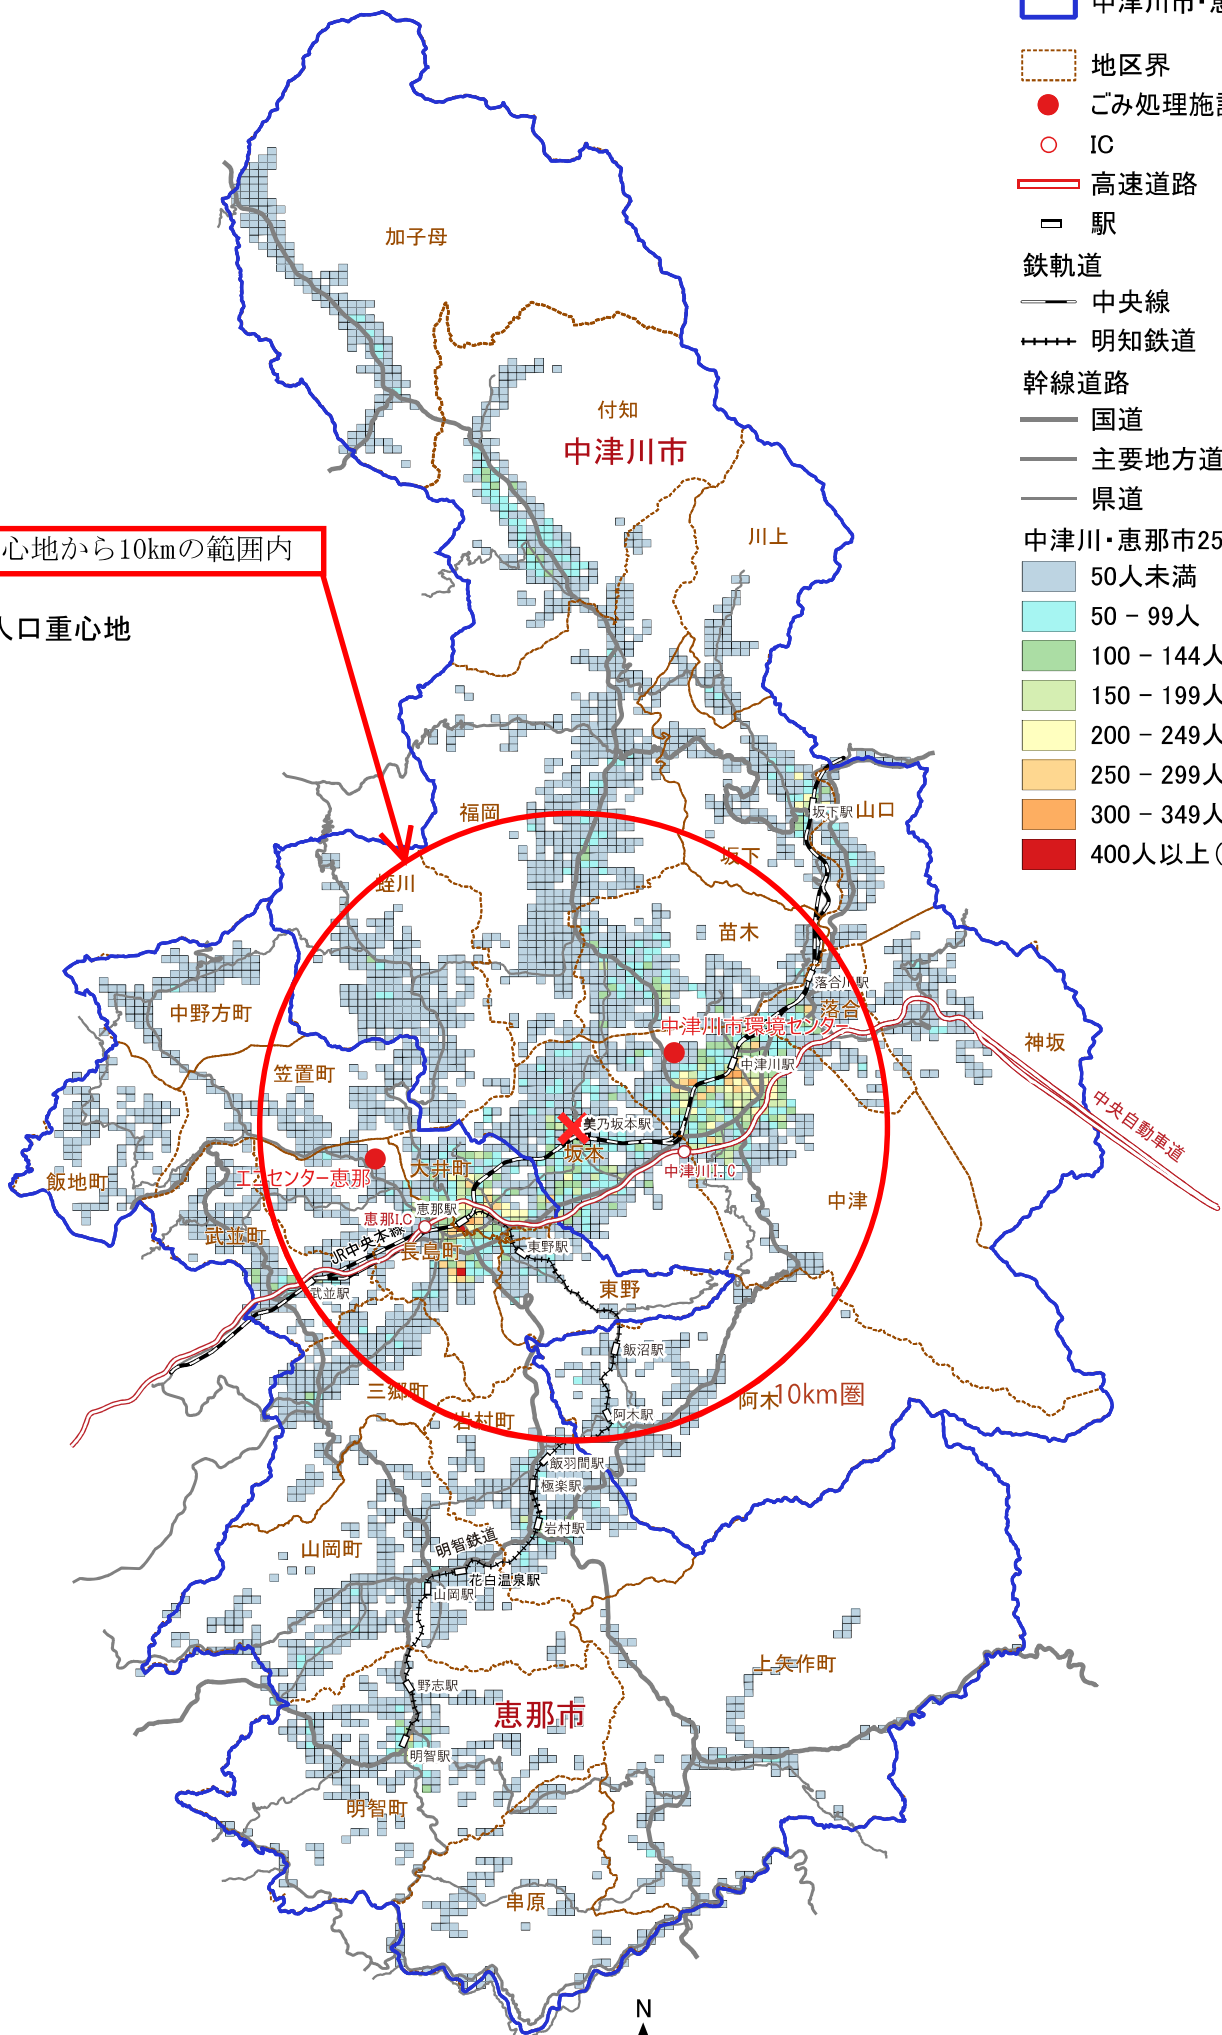 中津川市・恵
地区界
ごみ処理施設
IC
高速道路
駅
鉄軌道
中央線
明知鉄道
幹線道路
国道
主要地方道
県道
中津川・恵那市25
50人未満
50 － 99人
100 － 144人
150 － 199人
200 － 249人
250 － 299人
300 － 349人
400人以上（
心地から10kmの範囲内
人口重心地
加子母
付知
中津川市
川上
福岡
坂下駅
山口
坂下
蛭川
苗木
落合川駅
落合
中野方町
中津川市環境センター
神坂
笠置町
中津川駅
中央自動車道
美乃坂本駅
坂本
大井町
エコセンター恵那
中津川I.C
飯地町
中津
恵那駅
恵那I.C
武並町
JR中央本線
長島町
東野駅
武並駅
東野
飯沼駅
三郷町
阿木
10km圏
岩村町
阿木駅
飯羽間駅
極楽駅
岩村駅
山岡町
明智鉄道
花白温泉駅
山岡駅
上矢作町
野志駅
恵那市
明智駅
明智町
串原
N